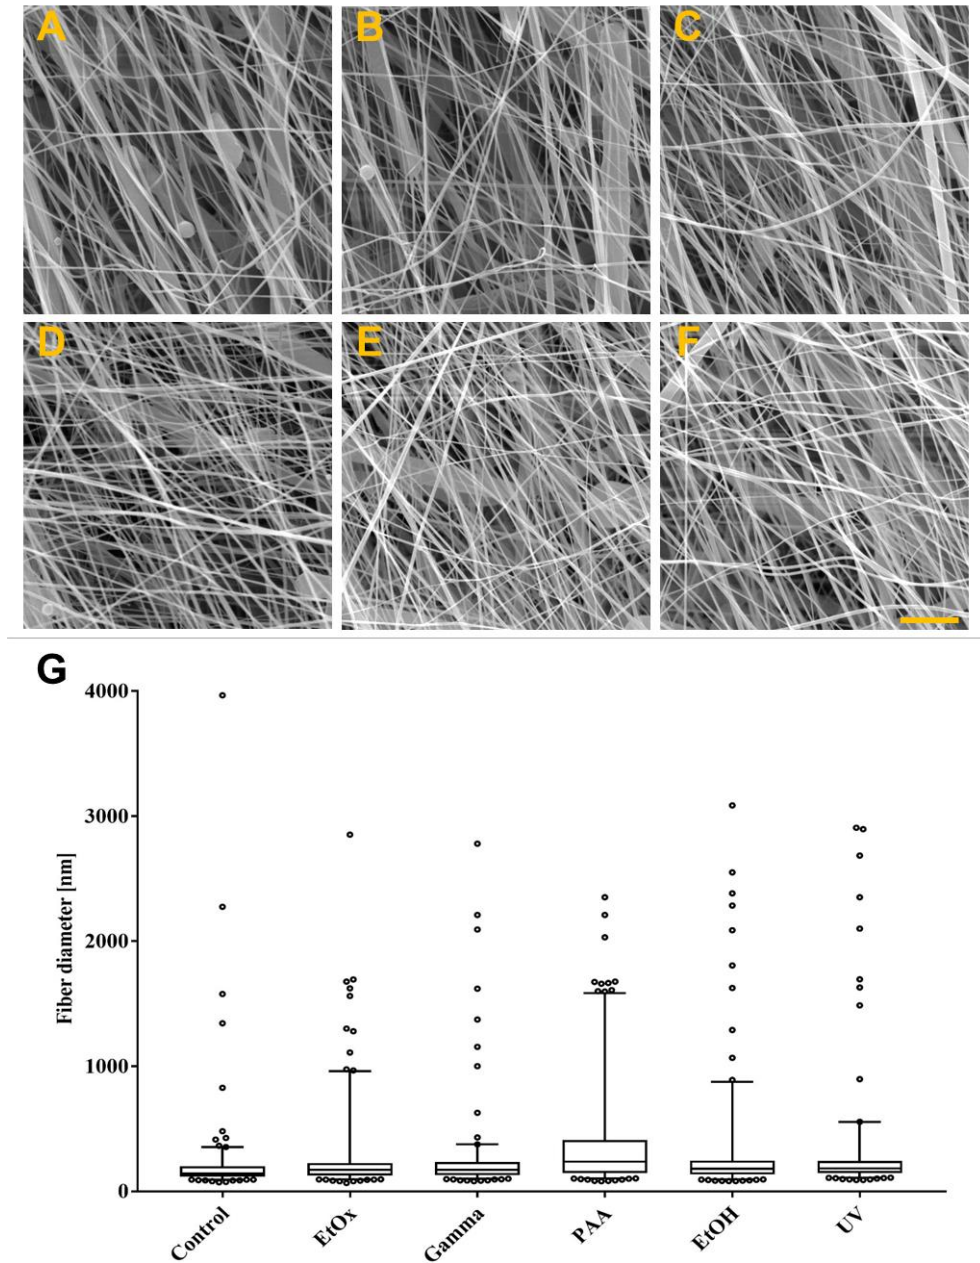 A B C
D E F
G
4000
3000
2000
1000
0
Fiber diameter [nm]
Control EtOx Gamma PAA EtOH UV